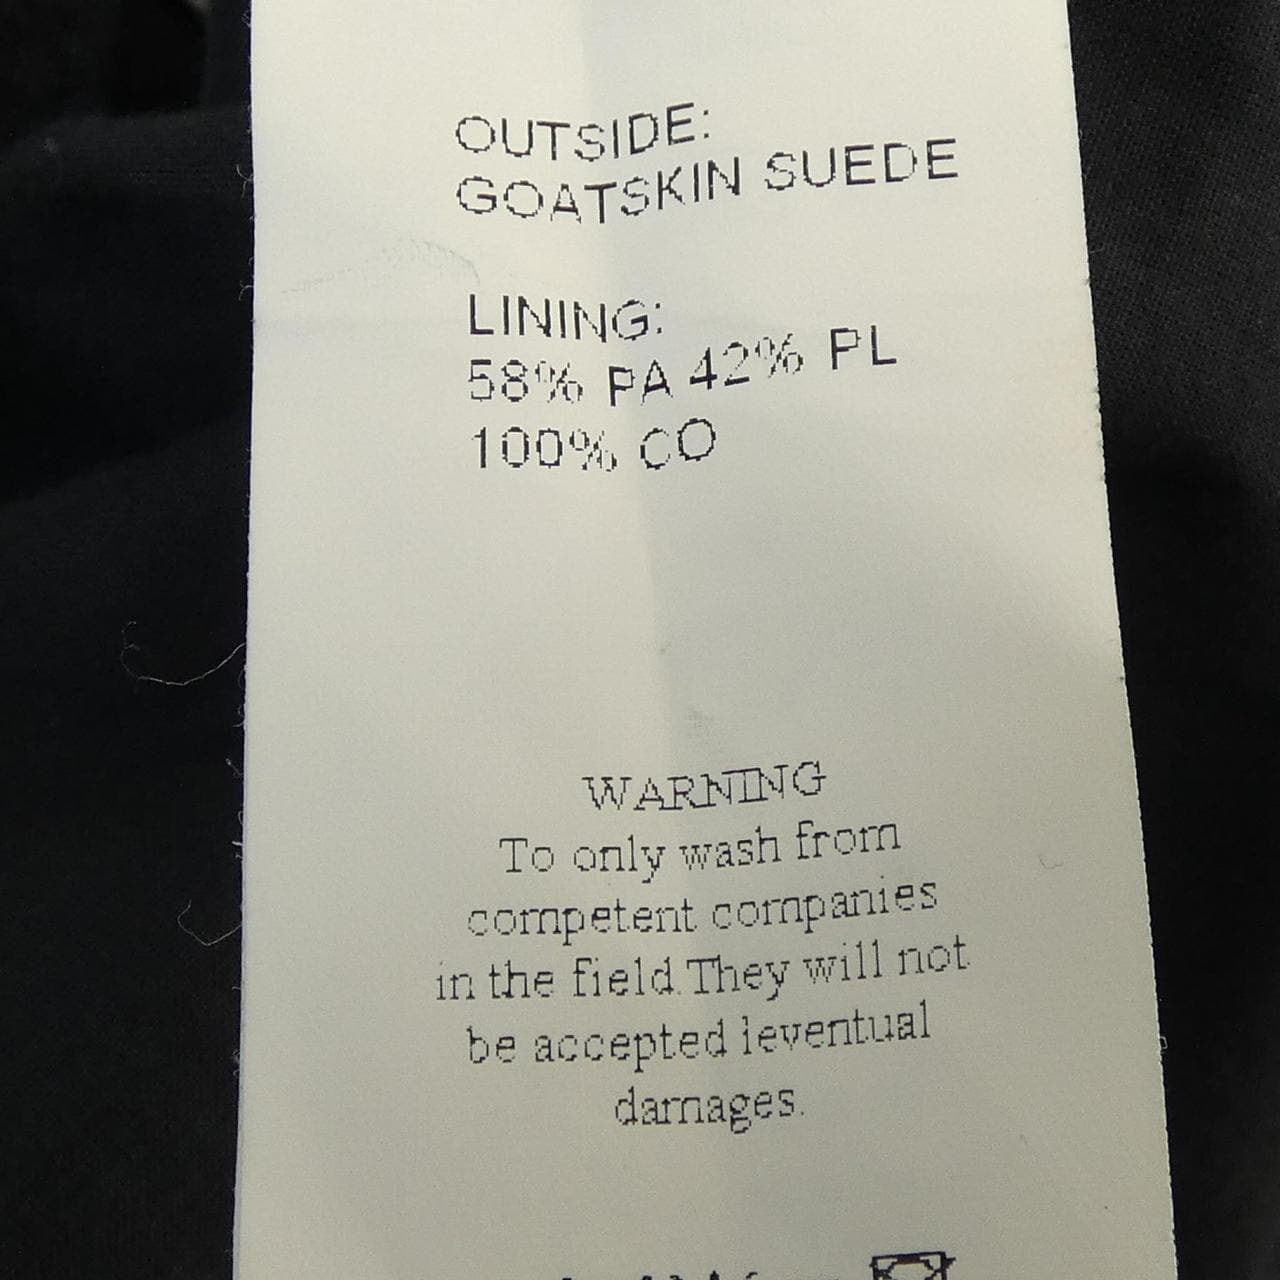 OUTSIDE:
GOATSKIN SUEDE
LINING:
58% PA 42% PL
100% CO
WARNING
To only wash from
competent companies
in the field.They will not
be accepted ieventual
damages.